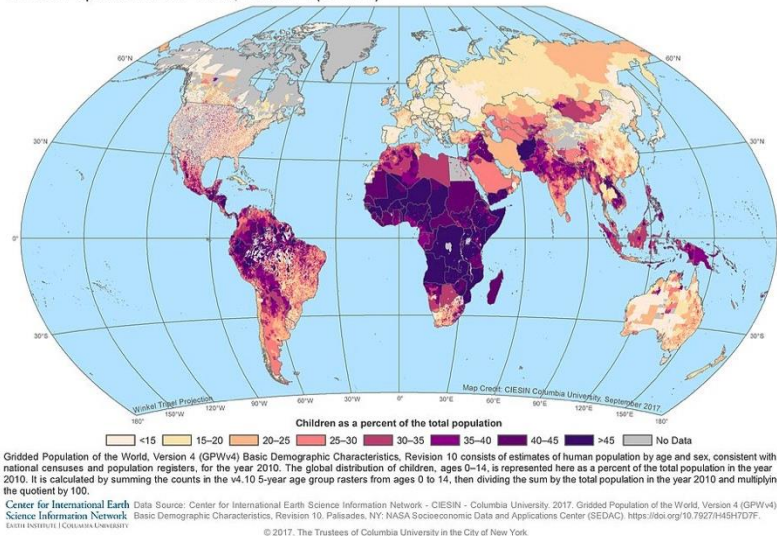 60°N
60°N
30°N
30°N
0°
0°
30°S
30°S
Winkel Tripel Projection
Map Credit: CIESIN Columbia University, September 2017.
180° 150°W 120°W 90°W 60°W 30°W 0° 30°E 60°E 90°E 120°E 150°E 180°
Children as a percent of the total population
<15 15–20 20–25 25–30 30–35 35–40 40–45 >45 No Data
Gridded Population of the World, Version 4 (GPWv4) Basic Demographic Characteristics, Revision 10 consists of estimates of human population by age and sex, consistent with
national censuses and population registers, for the year 2010. The global distribution of children, ages 0–14, is represented here as a percent of the total population in the year
2010. It is calculated by summing the counts in the v4.10 5-year age group rasters from ages 0 to 14, then dividing the sum by the total population in the year 2010 and multiplyin
the quotient by 100.
Center for International Earth Science Information Network
EARTH INSTITUTE | COLUMBIA UNIVERSITY
Data Source: Center for International Earth Science Information Network - CIESIN - Columbia University. 2017. Gridded Population of the World, Version 4 (GPWv4)
Basic Demographic Characteristics, Revision 10. Palisades, NY: NASA Socioeconomic Data and Applications Center (SEDAC). https://doi.org/10.7927/H45H7D7F.
© 2017. The Trustees of Columbia University in the City of New York.